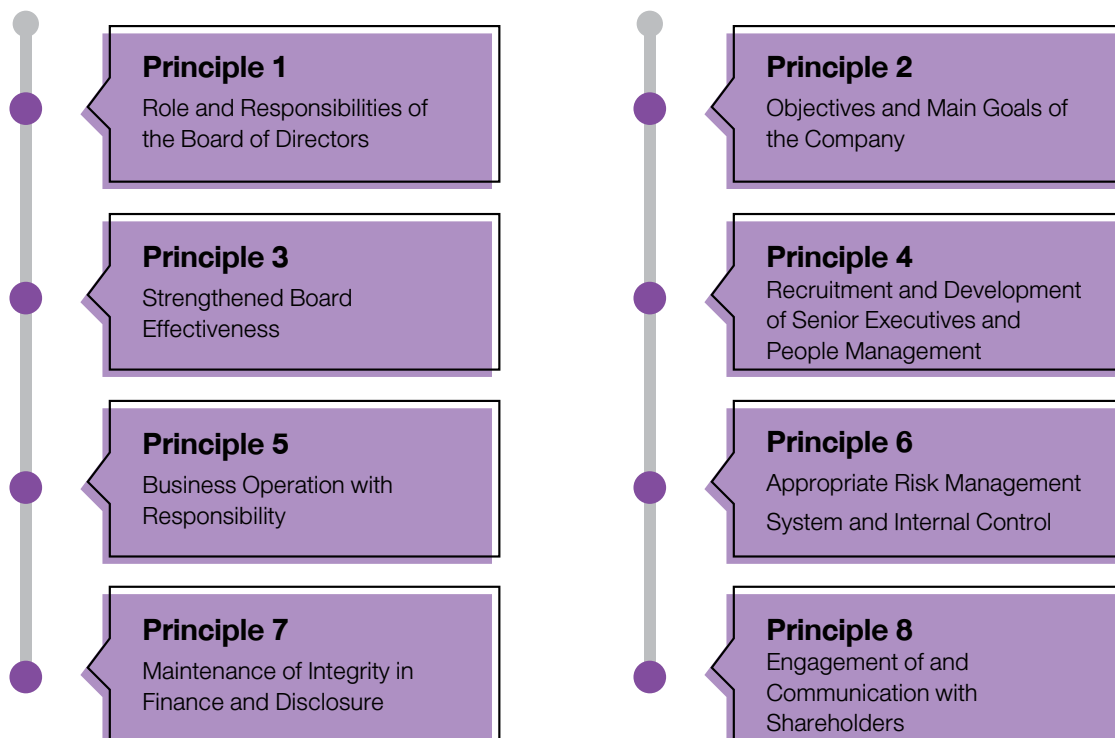 Principle 1
Role and Responsibilities of
the Board of Directors
Principle 2
Objectives and Main Goals of
the Company
Principle 3
Strengthened Board
Effectiveness
Principle 4
Recruitment and Development
of Senior Executives and
People Management
Principle 5
Business Operation with
Responsibility
Principle 6
Appropriate Risk Management
System and Internal Control
Principle 7
Maintenance of Integrity in
Finance and Disclosure
Principle 8
Engagement of and
Communication with
Shareholders